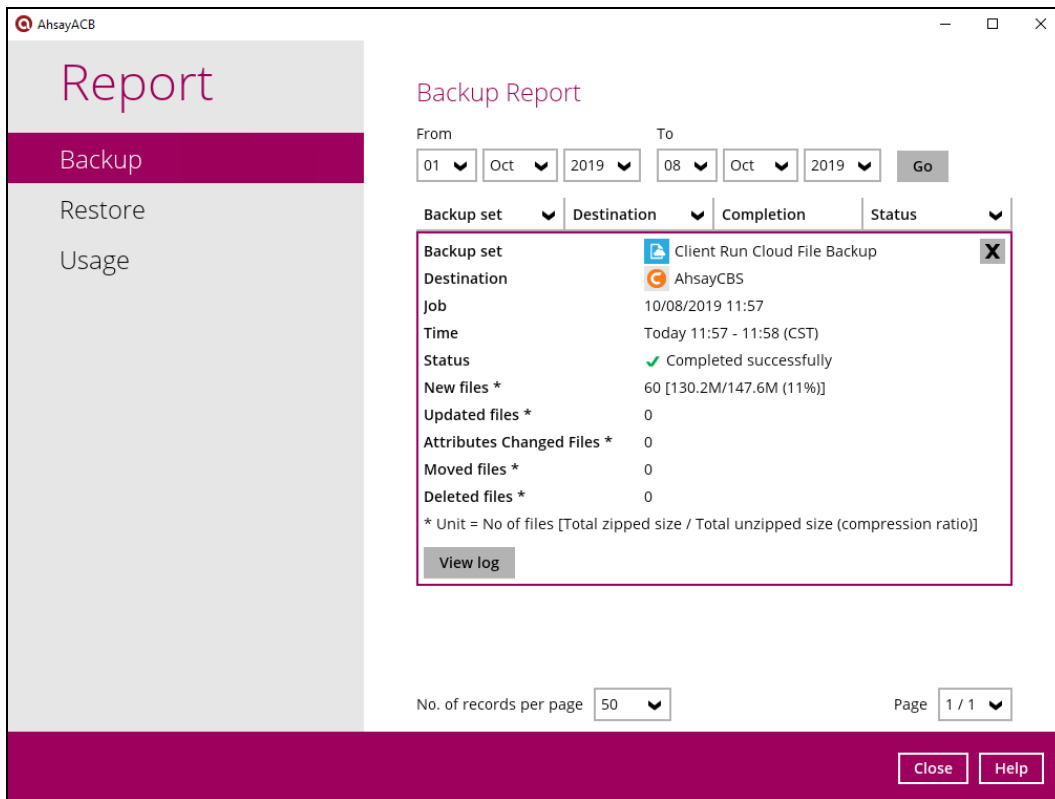 AhsayACB
Report
Backup
Restore
Usage
Backup Report
From To
01 Oct 2019 08 Oct 2019 Go
Backup set Destination Completion Status
Backup set Client Run Cloud File Backup X
Destination AhsayCBS
Job 10/08/2019 11:57
Time Today 11:57 - 11:58 (CST)
Status Completed successfully
New files * 60 [130.2M/147.6M (11%)]
Updated files * 0
Attributes Changed Files * 0
Moved files * 0
Deleted files * 0
* Unit = No of files [Total zipped size / Total unzipped size (compression ratio)]
View log
No. of records per page 50 Page 1 / 1
Close Help